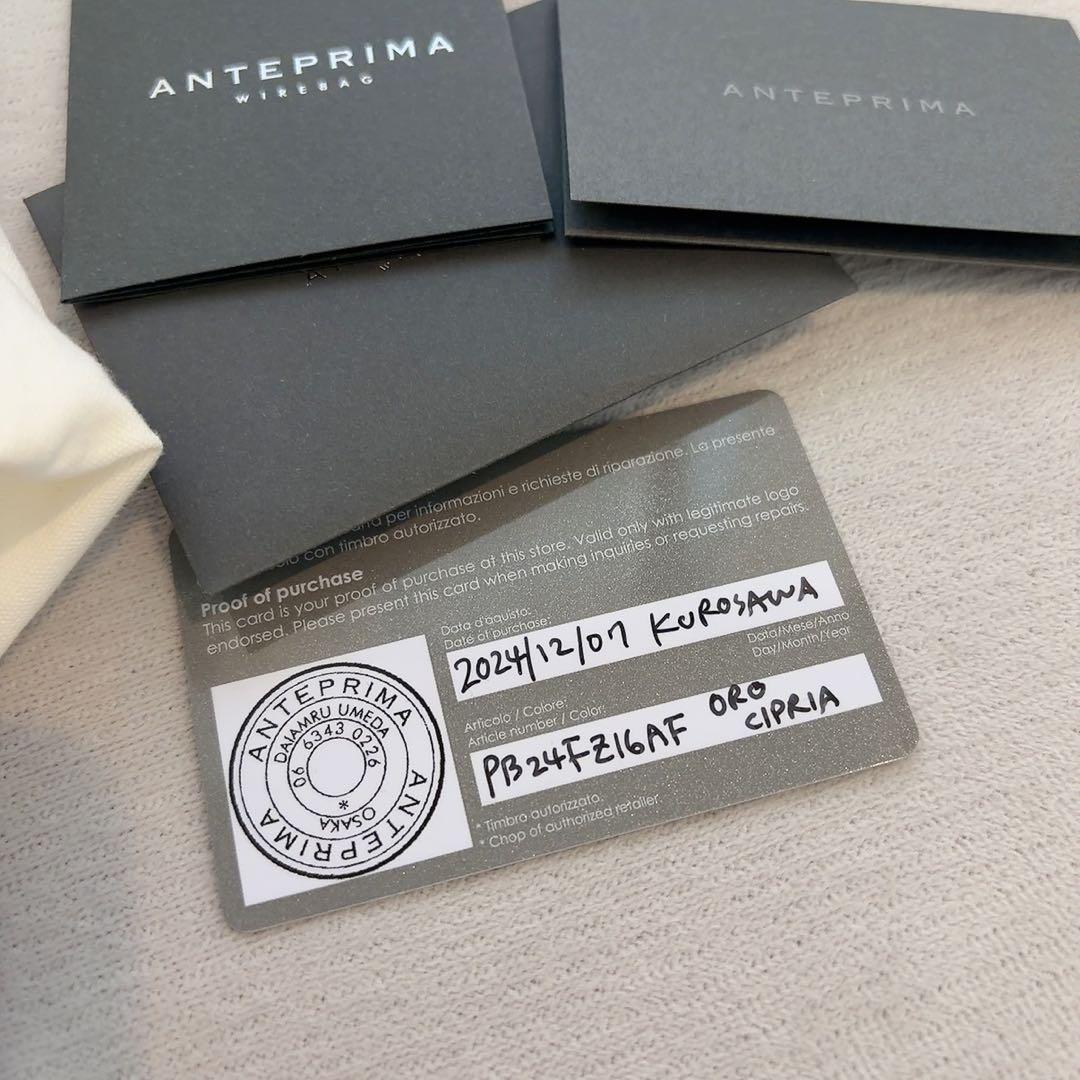 ANTEPRIMA
WIREBAG
ANTEPRIMA
per informazioni e richieste di riparazione. La presente
con timbro autorizzato.
Proof of purchase
This card is your proof of purchase at this store. Valid only with legitimate logo
endorsed. Please present this card when making inquiries or requesting repairs.
Data d'aquisto:
Date of purchase:
2024/12/07 KUROSAWA
Data/Mese/Anno
Day/Month/Year
Articolo / Colore:
Article number / Color:
PB24FZ16AF ORO
CIPRIA
* Timbro autorizzato.
* Chop of authorized retailer.
ANTEPRIMA
DAIAMRU UMEDA
06 6343 0226
*
OSAKA
ANTEPRIMA